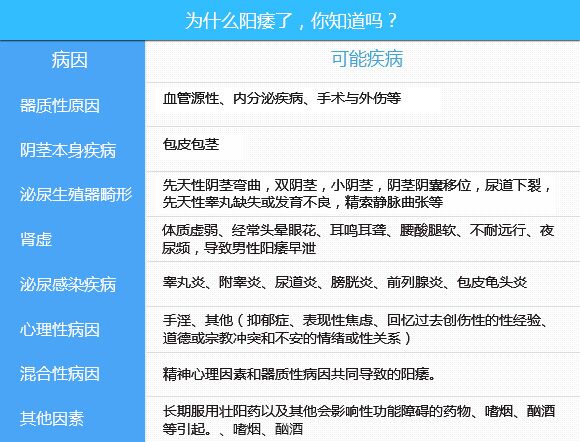 为什么阳痿了，你知道吗？
病因
可能疾病
器质性原因
血管源性、内分泌疾病、手术与外伤等
阴茎本身疾病
包皮包茎
泌尿生殖器畸形
先天性阴茎弯曲，双阴茎，小阴茎，阴茎阴囊移位，尿道下裂，
先天性睾丸缺失或发育不良，精索静脉曲张等
肾虚
体质虚弱、经常头晕眼花、耳鸣耳聋、腰酸腿软、不耐远行、夜
尿频，导致男性阳痿早泄
泌尿感染疾病
睾丸炎、附睾炎、尿道炎、膀胱炎、前列腺炎、包皮龟头炎
心理性病因
手淫、其他（抑郁症、表现性焦虑、回忆过去创伤性的性经验、
道德或宗教冲突和不安的情绪或性关系）
混合性病因
精神心理因素和器质性病因共同导致的阳痿。
其他因素
长期服用壮阳药以及其他会影响性功能障碍的药物、嗜烟、酗酒
等引起。、嗜烟、酗酒